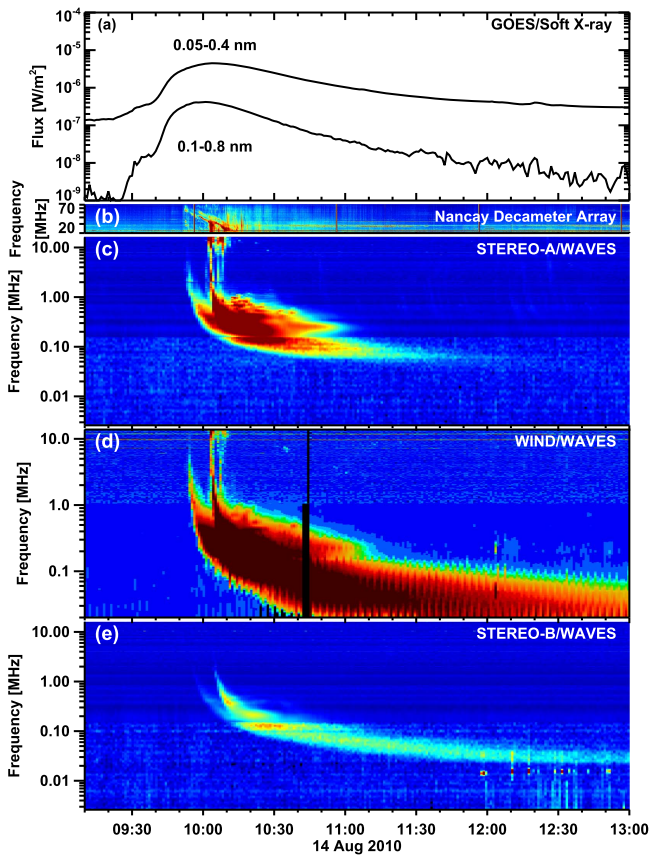 (a)
GOES/Soft X-ray
0.05-0.4 nm
0.1-0.8 nm
Flux [W/m²]
10⁻⁴
10⁻⁵
10⁻⁶
10⁻⁷
10⁻⁸
10⁻⁹
(b)
Nancay Decameter Array
Frequency
[MHz]
70
20
(c)
STEREO-A/WAVES
Frequency [MHz]
10.00
1.00
0.10
0.01
(d)
WIND/WAVES
Frequency [MHz]
10.0
1.0
0.1
(e)
STEREO-B/WAVES
Frequency [MHz]
10.00
1.00
0.10
0.01
09:30 10:00 10:30 11:00 11:30 12:00 12:30 13:00
14 Aug 2010